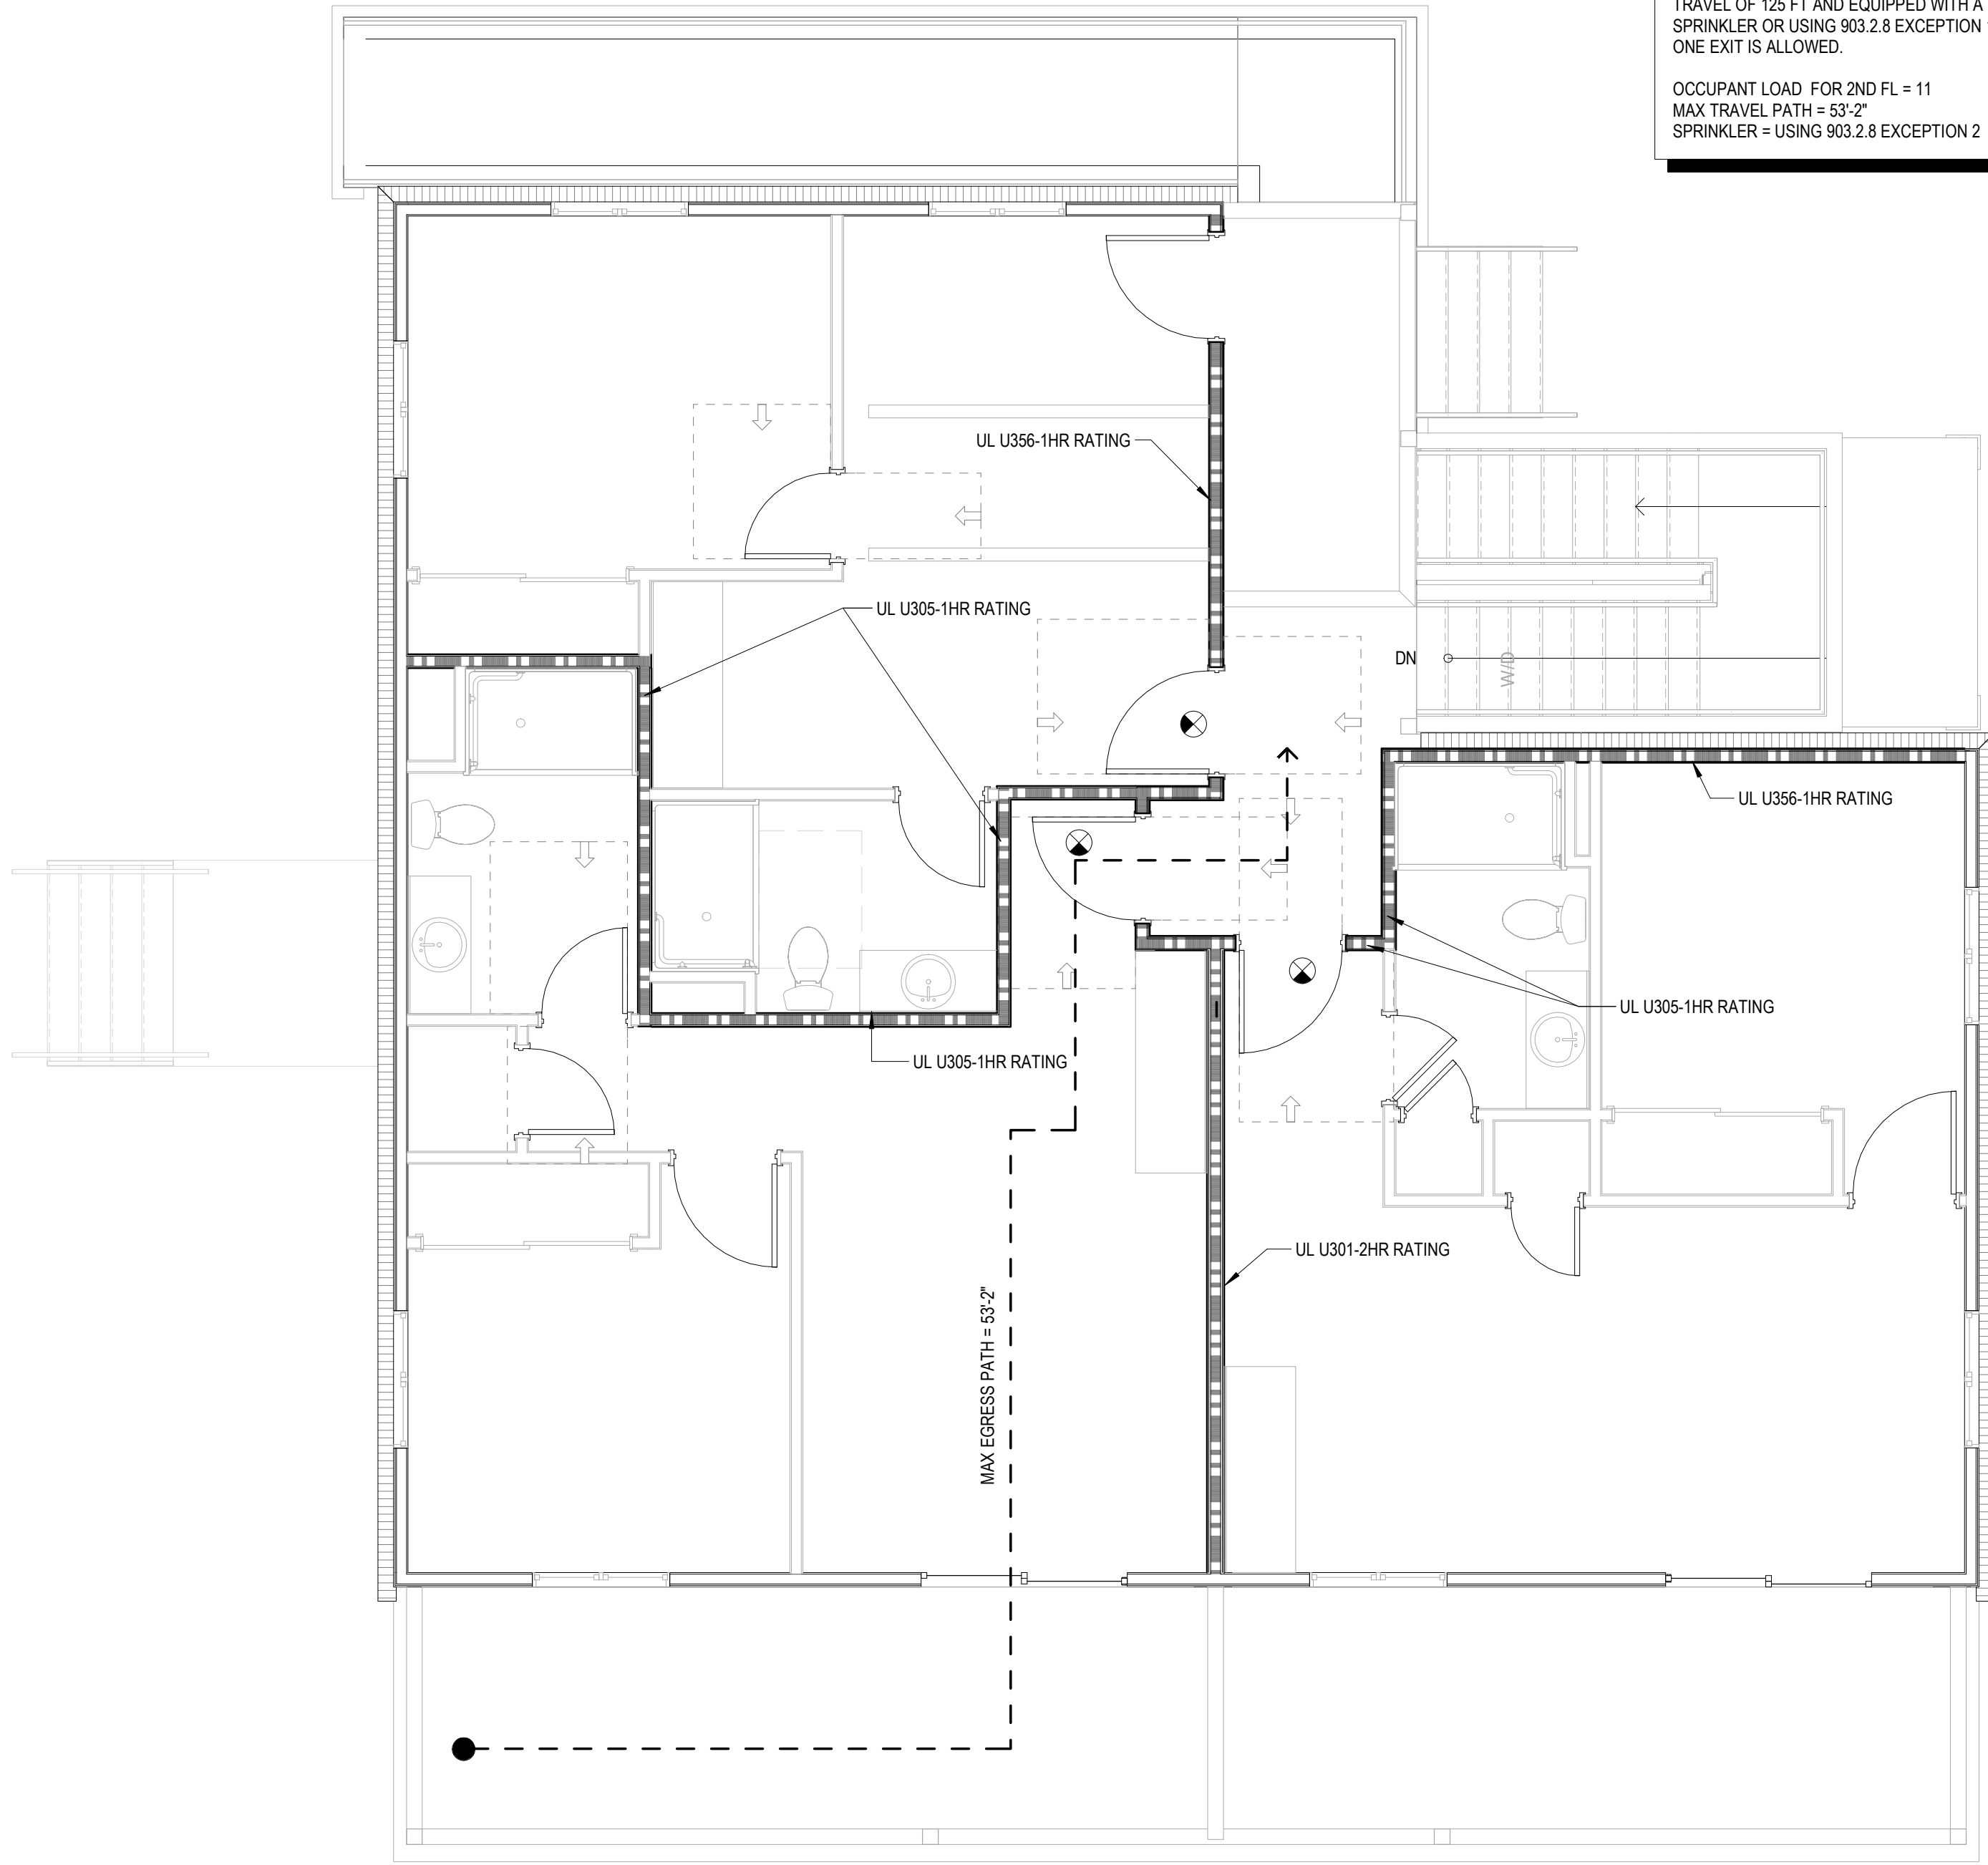 TRAVEL OF 125 FT AND EQUIPPED WITH A
SPRINKLER OR USING 903.2.8 EXCEPTION
ONE EXIT IS ALLOWED.
OCCUPANT LOAD FOR 2ND FL = 11
MAX TRAVEL PATH = 53'-2"
SPRINKLER = USING 903.2.8 EXCEPTION 2
UL U356-1HR RATING
UL U305-1HR RATING
DN
W/D
UL U356-1HR RATING
UL U305-1HR RATING
UL U305-1HR RATING
UL U301-2HR RATING
MAX EGRESS PATH = 53'-2"